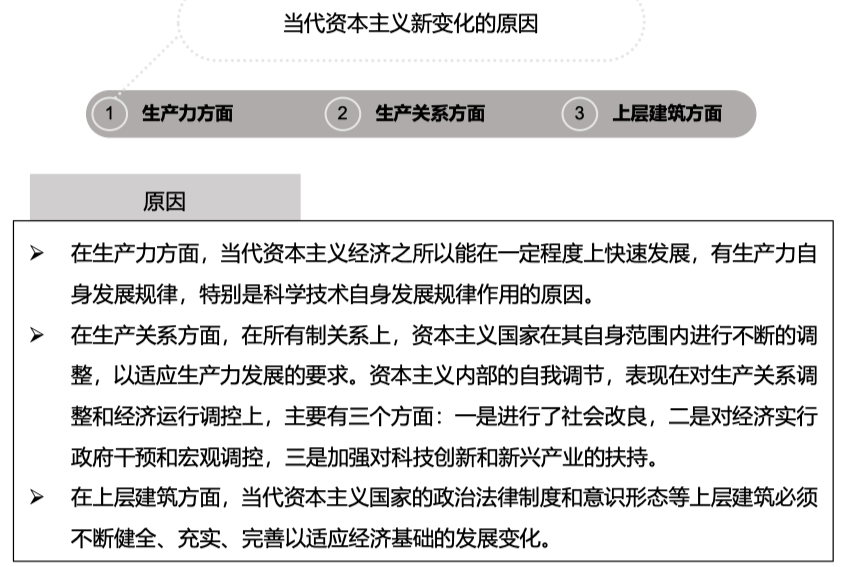 当代资本主义新变化的原因
1 生产力方面 2 生产关系方面 3 上层建筑方面
原因
➢ 在生产力方面，当代资本主义经济之所以能在一定程度上快速发展，有生产力自
身发展规律，特别是科学技术自身发展规律作用的原因。
➢ 在生产关系方面，在所有制关系上，资本主义国家在其自身范围内进行不断的调
整，以适应生产力发展的要求。资本主义内部的自我调节，表现在对生产关系调
整和经济运行调控上，主要有三个方面：一是进行了社会改良，二是对经济实行
政府干预和宏观调控，三是加强对科技创新和新兴产业的扶持。
➢ 在上层建筑方面，当代资本主义国家的政治法律制度和意识形态等上层建筑必须
不断健全、充实、完善以适应经济基础的发展变化。